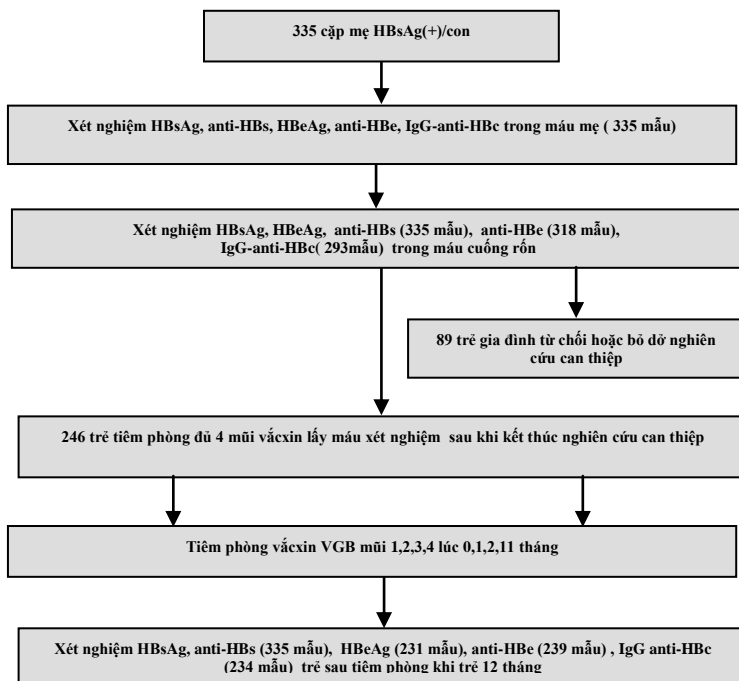 335 cặp mẹ HBsAg(+)/con
Xét nghiệm HBsAg, anti-HBs, HBeAg, anti-HBe, IgG-anti-HBc trong máu mẹ ( 335 mẫu)
Xét nghiệm HBsAg, HBeAg, anti-HBs (335 mẫu), anti-HBe (318 mẫu),
IgG-anti-HBc( 293mẫu) trong máu cuống rốn
89 trẻ gia đình từ chối hoặc bỏ dở nghiên
cứu can thiệp
246 trẻ tiêm phòng đủ 4 mũi vắcxin lấy máu xét nghiệm sau khi kết thúc nghiên cứu can thiệp
Tiêm phòng vắcxin VGB mũi 1,2,3,4 lúc 0,1,2,11 tháng
Xét nghiệm HBsAg, anti-HBs (335 mẫu), HBeAg (231 mẫu), anti-HBe (239 mẫu) , IgG anti-HBc
(234 mẫu) trẻ sau tiêm phòng khi trẻ 12 tháng